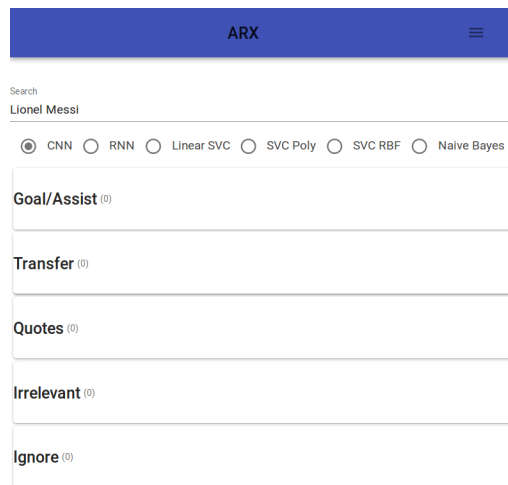 ARX
Search
Lionel Messi
CNN RNN Linear SVC SVC Poly SVC RBF Naive Bayes
Goal/Assist (0)
Transfer (0)
Quotes (0)
Irrelevant (0)
Ignore (0)